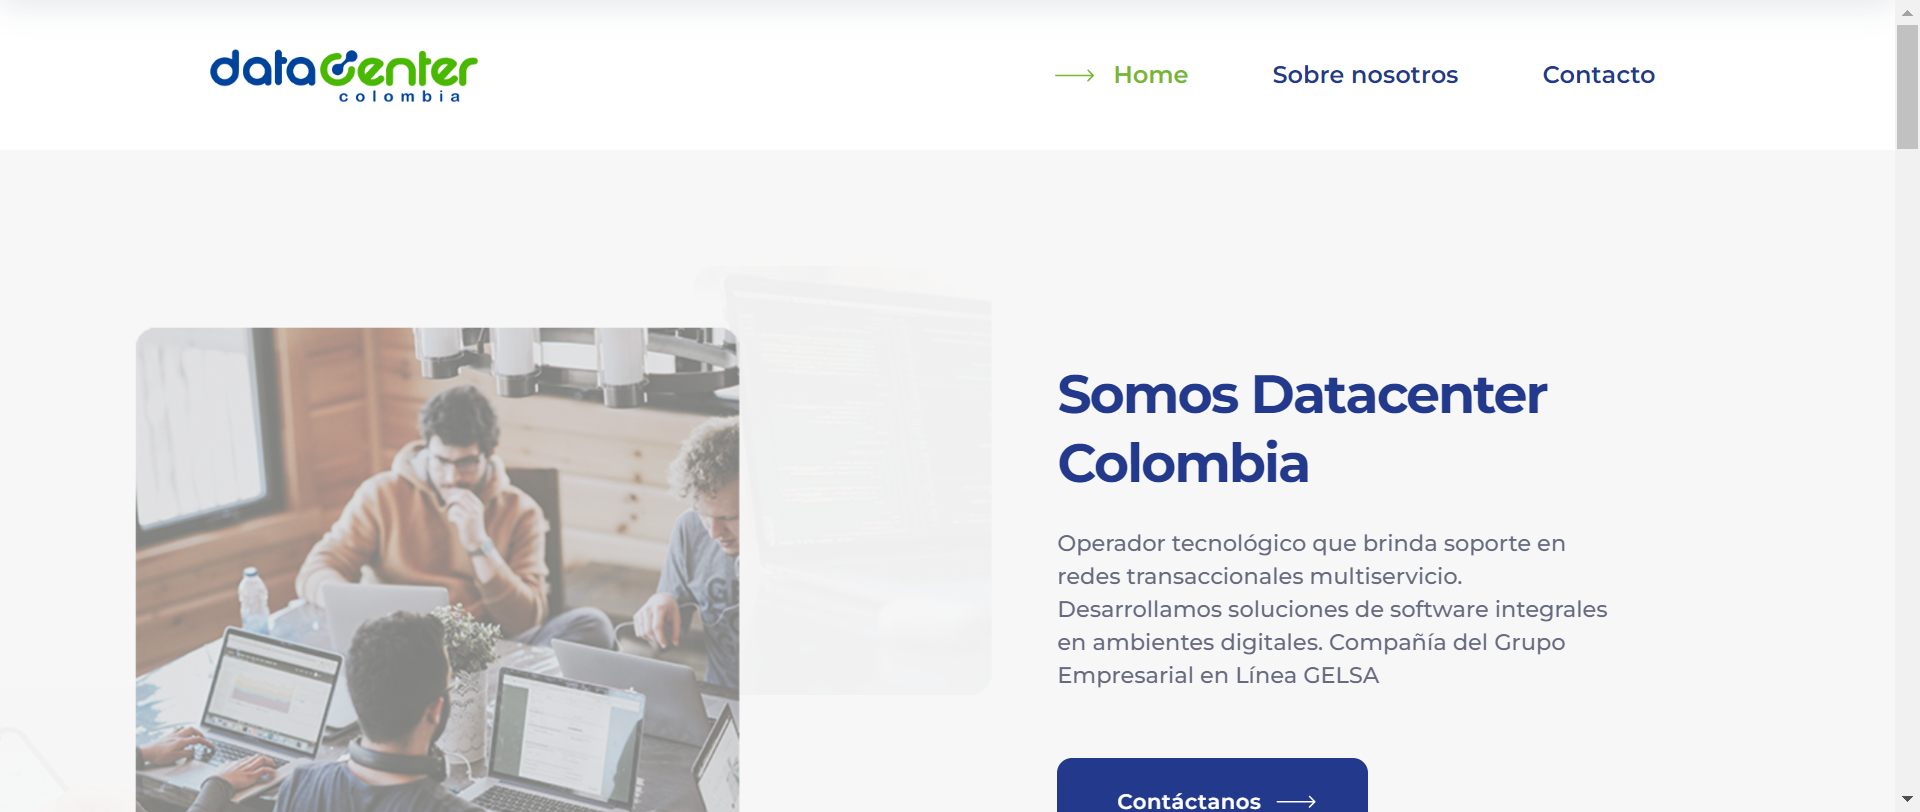 datacenter
colombia
Home
Sobre nosotros
Contacto
Somos Datacenter
Colombia
Operador tecnológico que brinda soporte en
redes transaccionales multiservicio.
Desarrollamos soluciones de software integrales
en ambientes digitales. Compañía del Grupo
Empresarial en Línea GELSA
Contáctanos